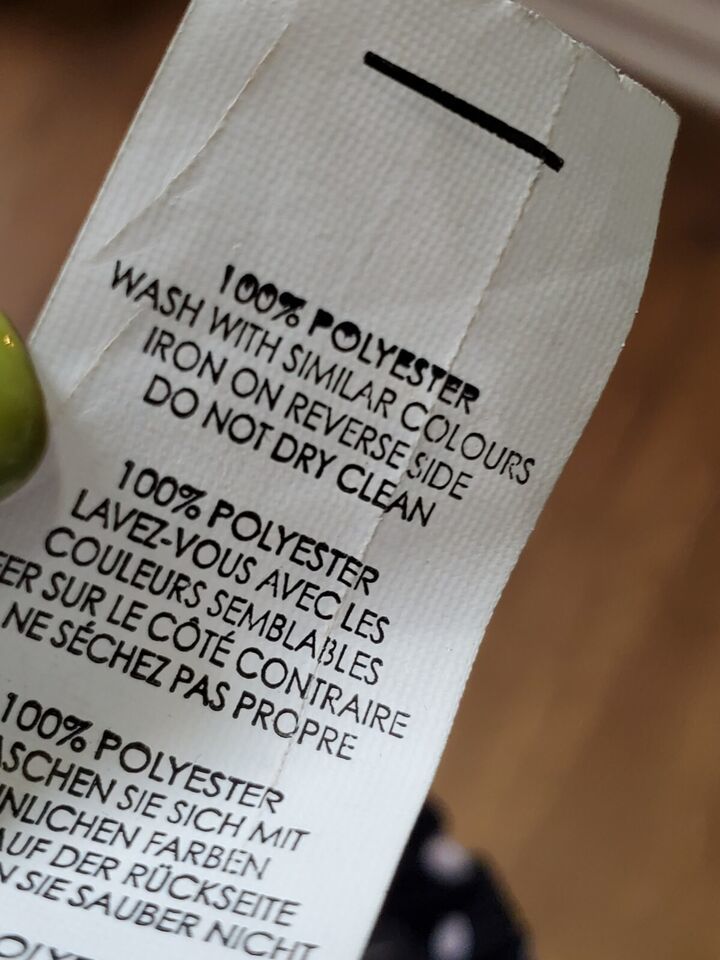 100% POLYESTER
WASH WITH SIMILAR COLOURS
IRON ON REVERSE SIDE
DO NOT DRY CLEAN
100% POLYESTER
LAVEZ-VOUS AVEC LES
COULEURS SEMBLABLES
SUR LE CÔTÉ CONTRAIRE
NE SÉCHEZ PAS PROPRE
100% POLYESTER
SIE SICH MIT
FARBEN
AUF DER RÜCKSEITE
SIE SAUBER NICHT